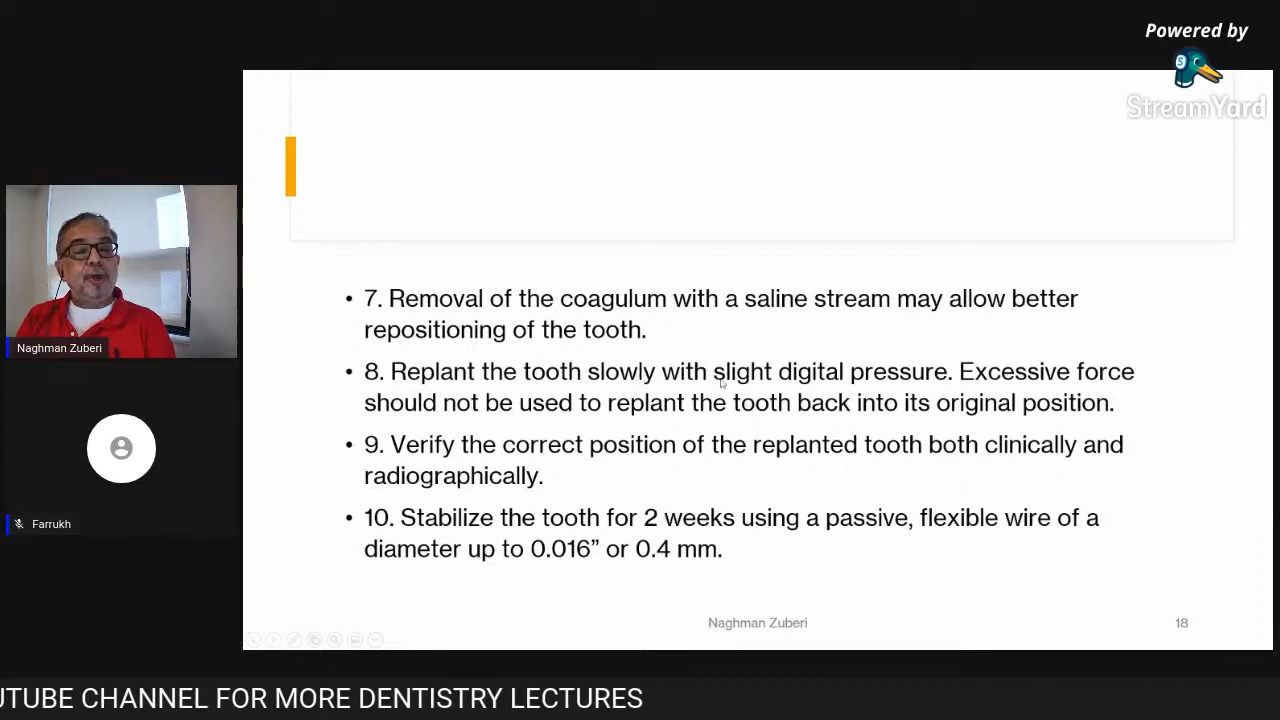 Powered by
StreamYard
• 7. Removal of the coagulum with a saline stream may allow better
repositioning of the tooth.
• 8. Replant the tooth slowly with slight digital pressure. Excessive force
should not be used to replant the tooth back into its original position.
• 9. Verify the correct position of the replanted tooth both clinically and
radiographically.
• 10. Stabilize the tooth for 2 weeks using a passive, flexible wire of a
diameter up to 0.016” or 0.4 mm.
Naghman Zuberi
18
Naghman Zuberi
Farrukh
UTUBE CHANNEL FOR MORE DENTISTRY LECTURES